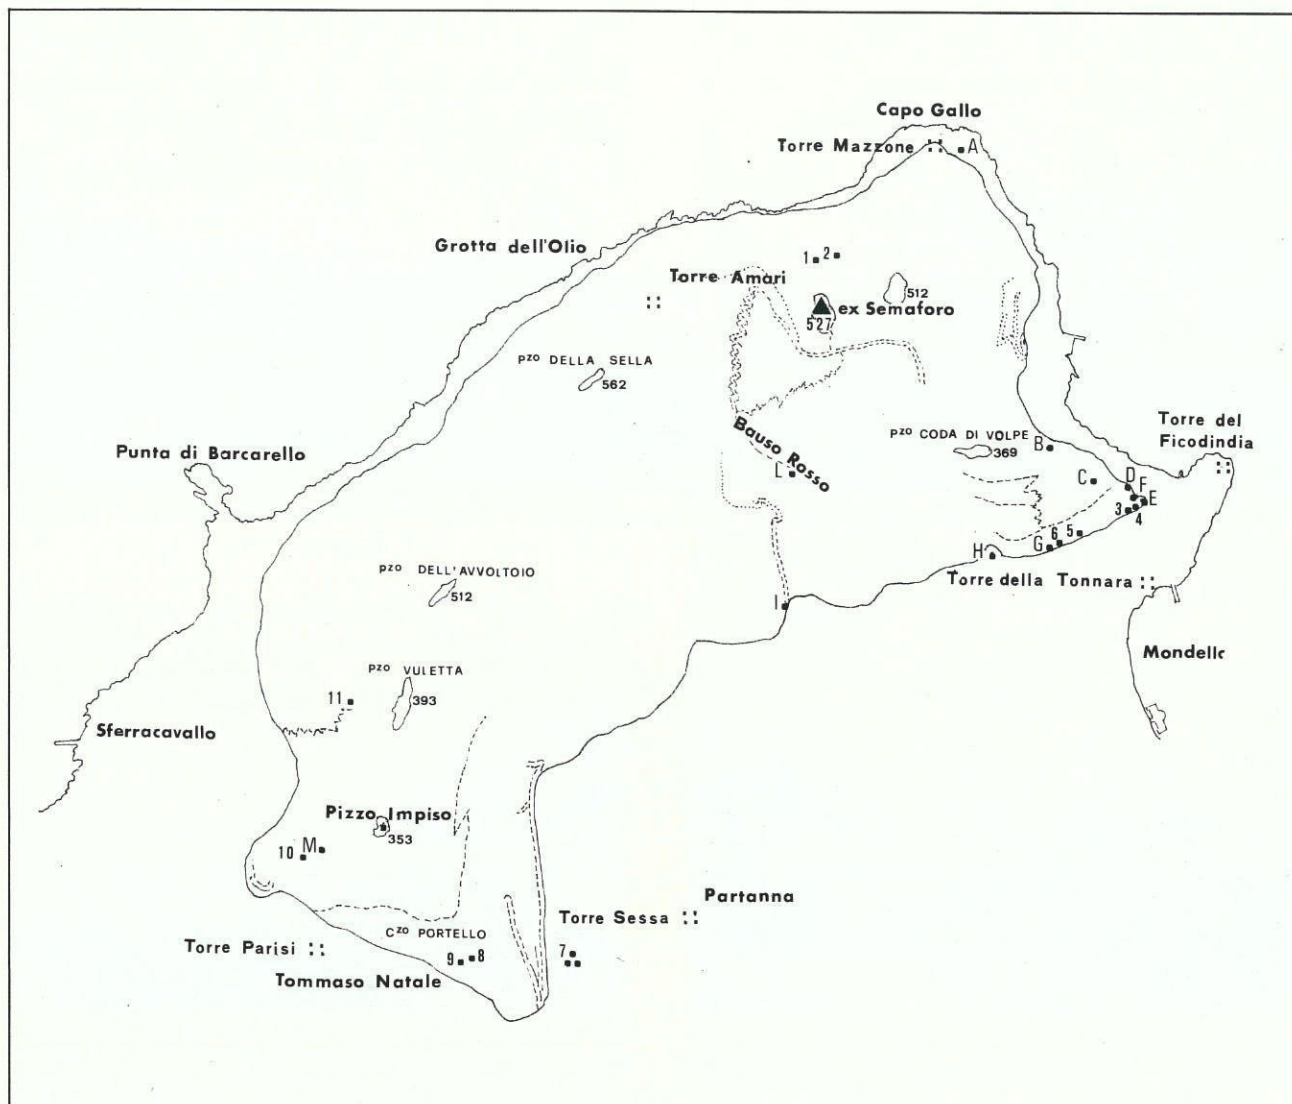 Capo Gallo
Torre Mazzone
A
Grotta dell'Olio
1 2
Torre Amari
512
ex Semaforo
527
pzo DELLA SELLA
562
Torre del
Ficodindia
Bauso Rosso
pzo CODA DI VOLPE
369
B
Punta di Barcarello
L
C
D
F
E
3
4
6
5
G
H
Torre della Tonnara
pzo DELL'AVVOLTOIO
512
I
Mondellc
pzo VULETTA
393
11
Sferracavallo
Pizzo Impiso
353
10
M
Partanna
Torre Sessa
Czo PORTELLO
Torre Parisi
7
9
8
Tommaso Natale